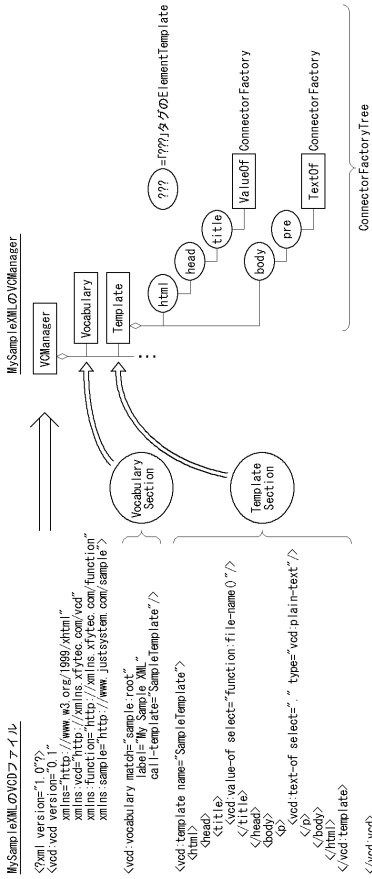 MySampleXMLのVCDファイル
<?xml version="1.0"?>
<vcd:vcd version="0.1"
xmlns="http://www.w3.org/1999/xhtml"
xmlns:vcd="http://xmlns.xfytec.com/vcd"
xmlns:function="http://xmlns.xfytec.com/function"
xmlns:sample="http://www.justsystem.com/sample">
<vcd:vocabulary match="sample:root"
label="My Sample XML"
call-template="SampleTemplate"/>
<vcd:template name="SampleTemplate">
<html>
<head>
<title>
<vcd:value-of select="function:file-name()"/>
</title>
</head>
<body>
<p>
<vcd:text-of select="." type="vcd:plain-text"/>
</p>
</body>
</html>
</vcd:template>
</vcd:vcd>
Vocabulary
Section
Template
Section
MySampleXMLのVCManager
VCManager
Vocabulary
Template
...
html
head
title
ValueOf ConnectorFactory
body
pre
TextOf ConnectorFactory
??? =「???」タグのElementTemplate
ConnectorFactoryTree